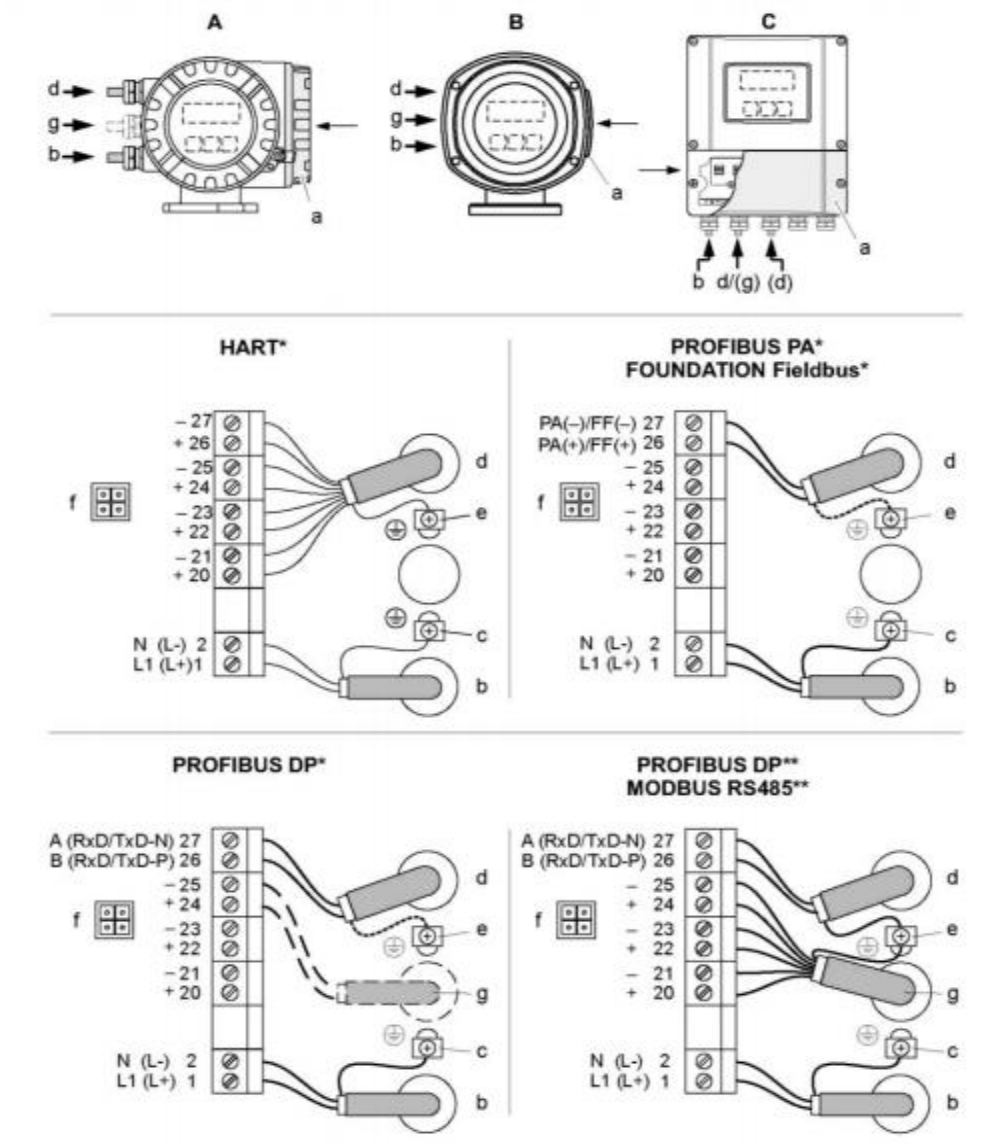 A B C
d
g
b
a
d
g
b
a
a
b d/(g) (d)
HART*
– 27
+ 26
– 25
+ 24
f
– 23
+ 22
– 21
+ 20
N (L-) 2
L1 (L+)1
d
e
c
b
PROFIBUS PA*
FOUNDATION Fieldbus*
PA(–)/FF(–) 27
PA(+)/FF(+) 26
– 25
+ 24
f
– 23
+ 22
– 21
+ 20
N (L-) 2
L1 (L+) 1
d
e
c
b
PROFIBUS DP*
A (RxD/TxD-N) 27
B (RxD/TxD-P) 26
– 25
+ 24
f
– 23
+ 22
– 21
+ 20
N (L-) 2
L1 (L+) 1
d
e
g
c
b
PROFIBUS DP**
MODBUS RS485**
A (RxD/TxD-N) 27
B (RxD/TxD-P) 26
– 25
+ 24
f
– 23
+ 22
– 21
+ 20
N (L-) 2
L1 (L+) 1
d
e
g
c
b